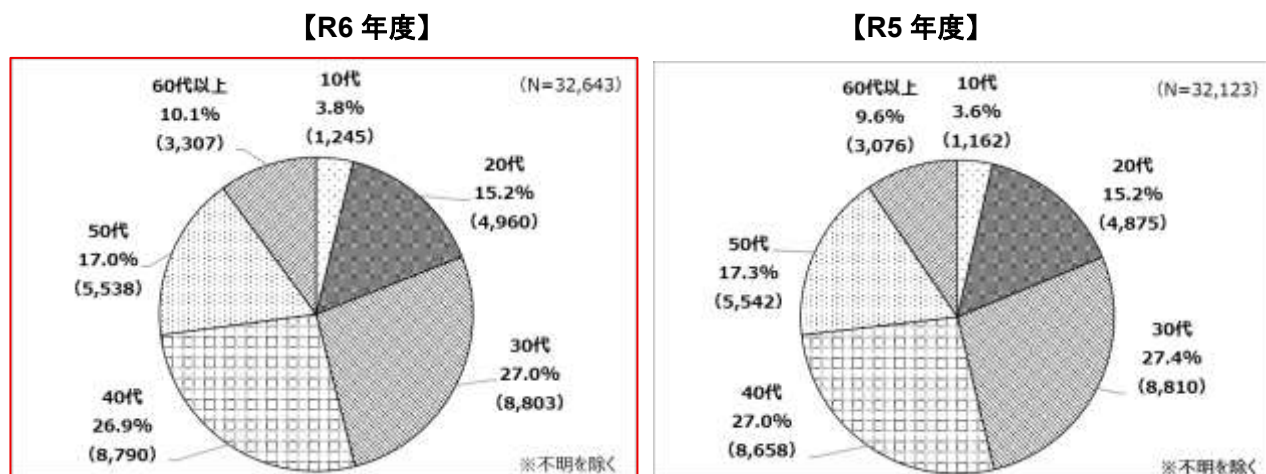 【R6 年度】
(N=32,643)
10代
3.8%
(1,245)
20代
15.2%
(4,960)
30代
27.0%
(8,803)
40代
26.9%
(8,790)
50代
17.0%
(5,538)
60代以上
10.1%
(3,307)
※不明を除く
【R5 年度】
(N=32,123)
10代
3.6%
(1,162)
20代
15.2%
(4,875)
30代
27.4%
(8,810)
40代
27.0%
(8,658)
50代
17.3%
(5,542)
60代以上
9.6%
(3,076)
※不明を除く